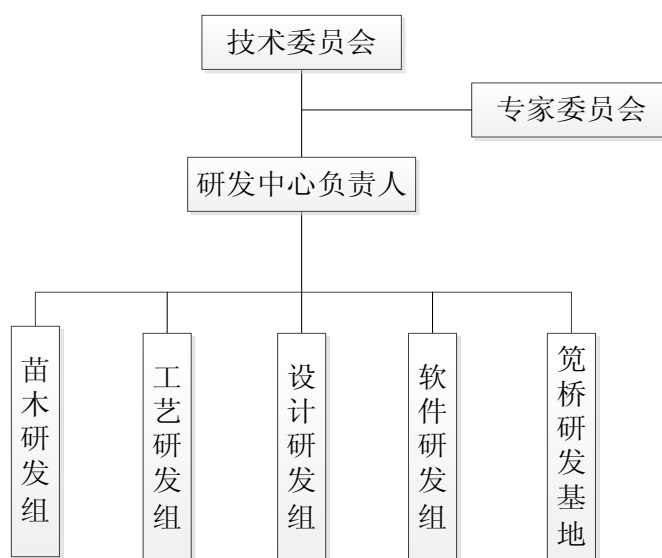 技术委员会
专家委员会
研发中心负责人
苗木研发组
工艺研发组
设计研发组
软件研发组
笕桥研发基地